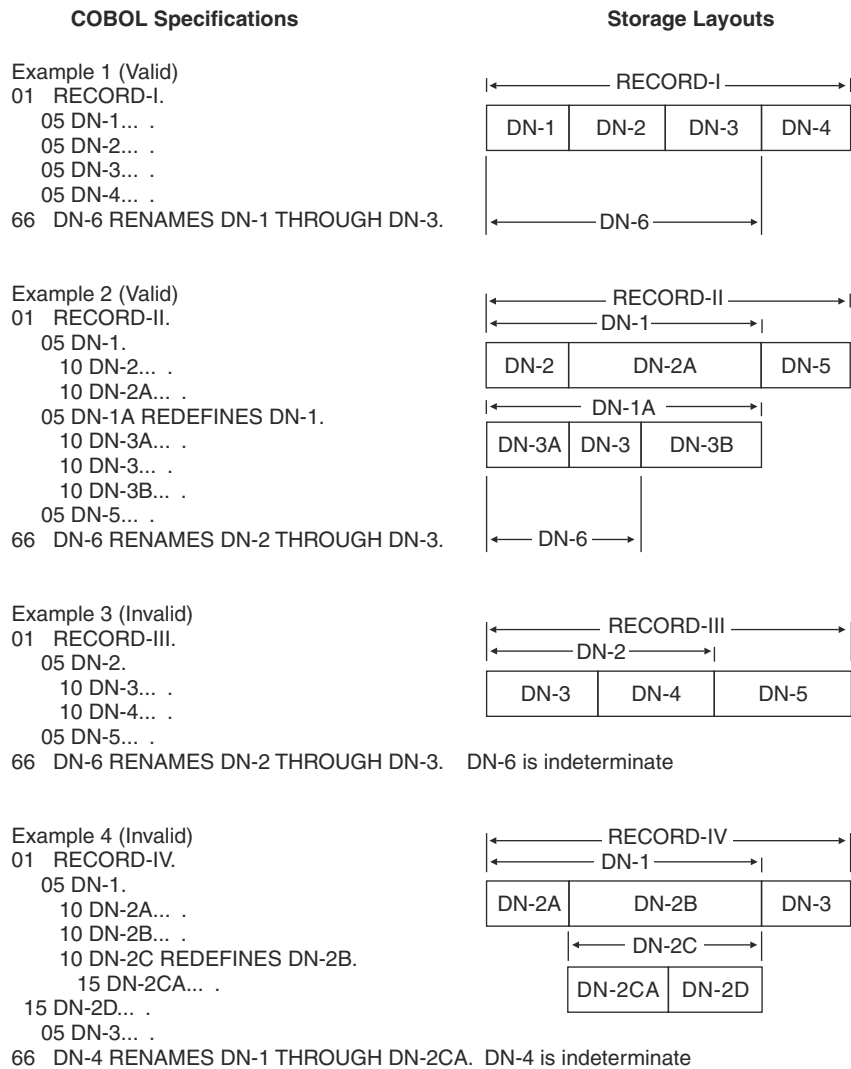 COBOL Specifications
Storage Layouts
Example 1 (Valid)
01 RECORD-I.
05 DN-1... .
05 DN-2... .
05 DN-3... .
05 DN-4... .
66 DN-6 RENAMES DN-1 THROUGH DN-3.
RECORD-I
DN-1 DN-2 DN-3 DN-4
DN-6
Example 2 (Valid)
01 RECORD-II.
05 DN-1.
10 DN-2... .
10 DN-2A... .
05 DN-1A REDEFINES DN-1.
10 DN-3A... .
10 DN-3... .
10 DN-3B... .
05 DN-5... .
66 DN-6 RENAMES DN-2 THROUGH DN-3.
RECORD-II
DN-1
DN-2 DN-2A DN-5
DN-1A
DN-3A DN-3 DN-3B
DN-6
Example 3 (Invalid)
01 RECORD-III.
05 DN-2.
10 DN-3... .
10 DN-4... .
05 DN-5... .
66 DN-6 RENAMES DN-2 THROUGH DN-3. DN-6 is indeterminate
RECORD-III
DN-2
DN-3 DN-4 DN-5
Example 4 (Invalid)
01 RECORD-IV.
05 DN-1.
10 DN-2A... .
10 DN-2B... .
10 DN-2C REDEFINES DN-2B.
15 DN-2CA... .
15 DN-2D... .
05 DN-3... .
66 DN-4 RENAMES DN-1 THROUGH DN-2CA. DN-4 is indeterminate
RECORD-IV
DN-1
DN-2A DN-2B DN-3
DN-2C
DN-2CA DN-2D